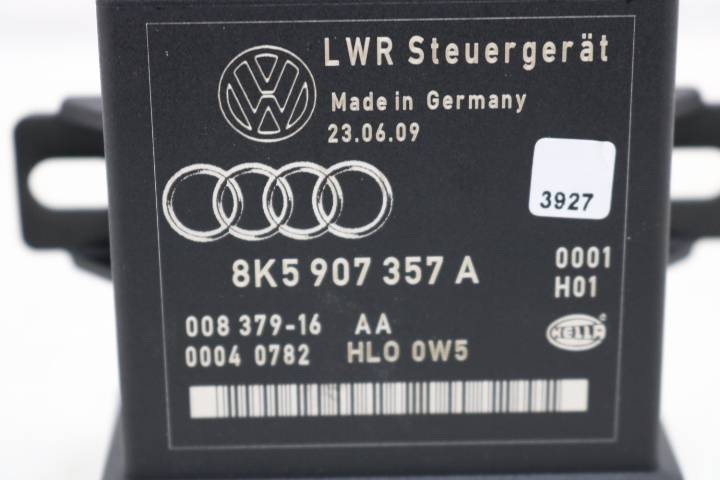 LWR Steuergerät
Made in Germany
23.06.09
3927
8K5 907 357 A
0001
H01
008 379-16 AA
0004 0782 HLO 0W5
HELLA